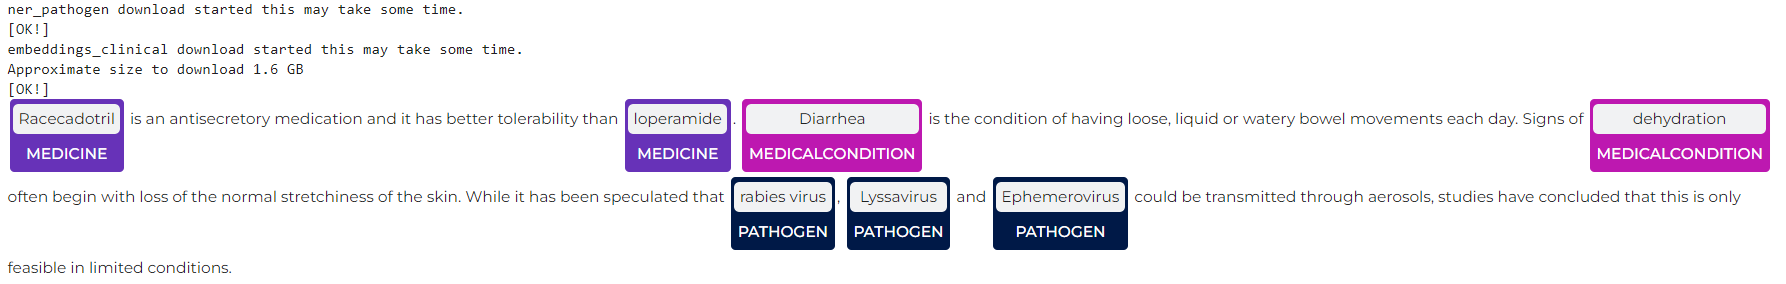 ner_pathogen download started this may take some time.
[OK!]
embeddings_clinical download started this may take some time.
Approximate size to download 1.6 GB
[OK!]
Racecadotril is an antisecretory medication and it has better tolerability than loperamide . Diarrhea is the condition of having loose, liquid or watery bowel movements each day. Signs of dehydration
MEDICINE MEDICINE MEDICALCONDITION MEDICALCONDITION
often begin with loss of the normal stretchiness of the skin. While it has been speculated that rabies virus , Lyssavirus and Ephemerovirus could be transmitted through aerosols, studies have concluded that this is only
PATHOGEN PATHOGEN PATHOGEN
feasible in limited conditions.